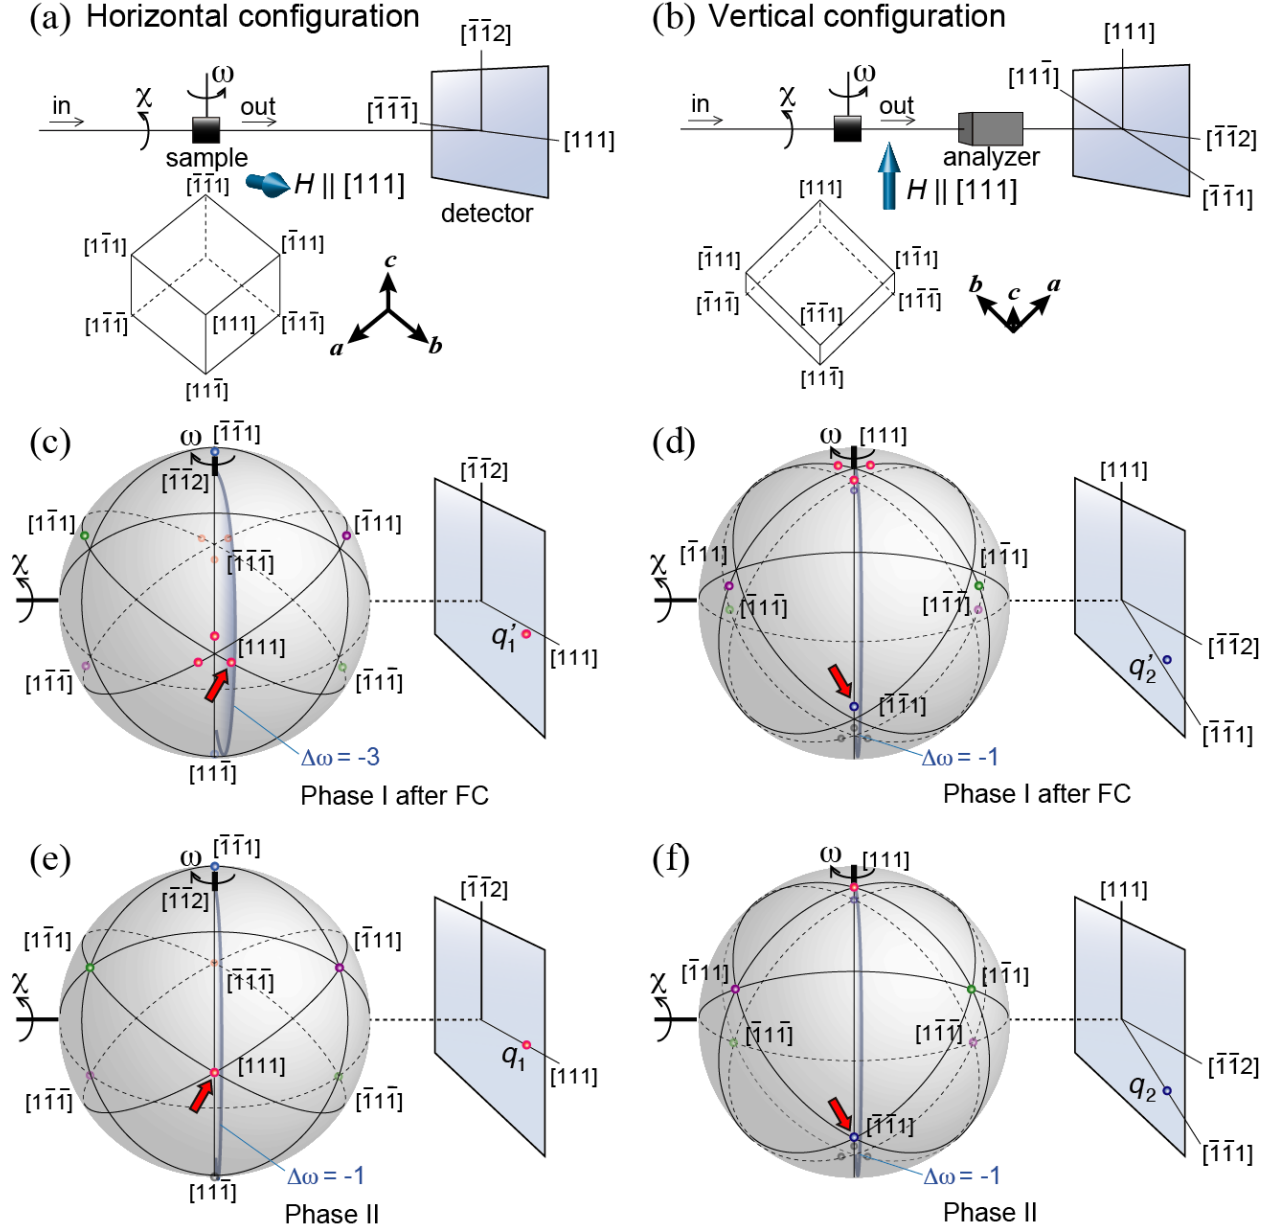 (a) Horizontal configuration
[1̅1̅2]
ω
χ
in
out
[1̅1̅1̅]
[111]
sample
H || [111]
detector
[1̅1̅1]
[11̅1]
[1̅11]
[11̅1̅]
[111]
[1̅11̅]
[111̅]
c
a
b
(b) Vertical configuration
[111]
[111̅]
ω
χ
in
out
[1̅1̅2]
analyzer
[1̅1̅1]
H || [111]
[111]
[1̅11]
[11̅1]
[1̅11̅]
[1̅1̅1]
[11̅1̅]
[111̅]
b
c
a
(c)
ω
[1̅1̅1]
[1̅1̅2]
[1̅1̅2]
[11̅1]
[1̅11]
[1̅1̅1̅]
χ
q₁'
[111]
[111]
[11̅1̅]
[1̅11̅]
[111̅]
Δω = -3
Phase I after FC
(d)
ω
[111]
[111]
[1̅11]
[11̅1]
χ
[1̅11̅]
[11̅1̅]
[1̅1̅2]
q₂'
[1̅1̅1]
[1̅1̅1]
Δω = -1
Phase I after FC
(e)
ω
[1̅1̅1]
[1̅1̅2]
[1̅1̅2]
[11̅1]
[1̅11]
[1̅1̅1̅]
χ
q₁
[111]
[111]
[11̅1̅]
[1̅11̅]
[111̅]
Δω = -1
Phase II
(f)
ω
[111]
[111]
[1̅11]
[11̅1]
χ
[1̅11̅]
[11̅1̅]
[1̅1̅2]
q₂
[1̅1̅1]
[1̅1̅1]
Δω = -1
Phase II